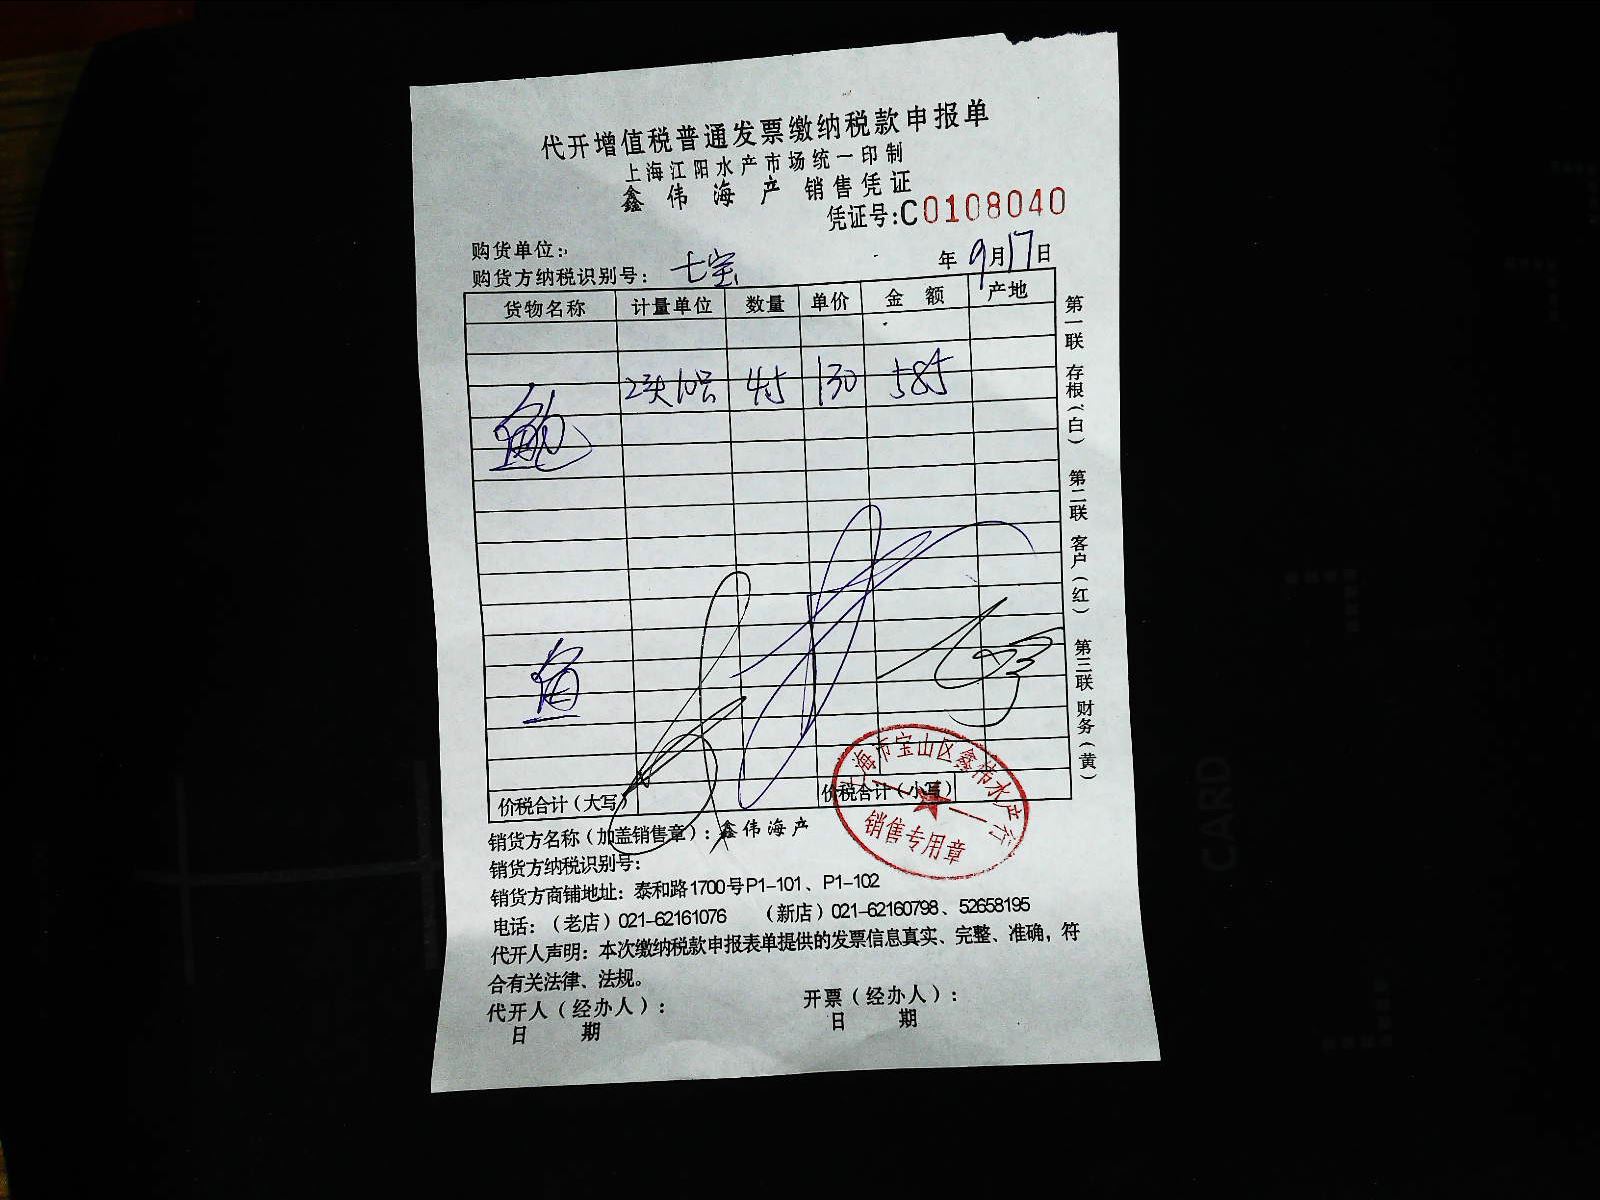 代开增值税普通发票缴纳税款申报单
上海江阳水产市场统一印制
鑫伟海产 销售凭证
凭证号:C0108040
购货单位:
购货方纳税识别号: 七宝 年9月17日
货物名称 计量单位 数量 单价 金额 产地
10只 45 130 585
鲍
鱼
价税合计(大写) 价税合计(小写)
第一联 存根(白) 第二联 客户(红) 第三联 财务(黄)
上海市宝山区鑫伟水产行
销售专用章
销货方名称(加盖销售章):鑫伟海产
销货方纳税识别号:
销货方商铺地址:泰和路1700号P1-101、P1-102
电话:(老店)021-62161076 (新店)021-62160798、52658195
代开人声明:本次缴纳税款申报表单提供的发票信息真实、完整、准确,符
合有关法律、法规。
代开人(经办人): 开票(经办人):
日期 日期
CARD